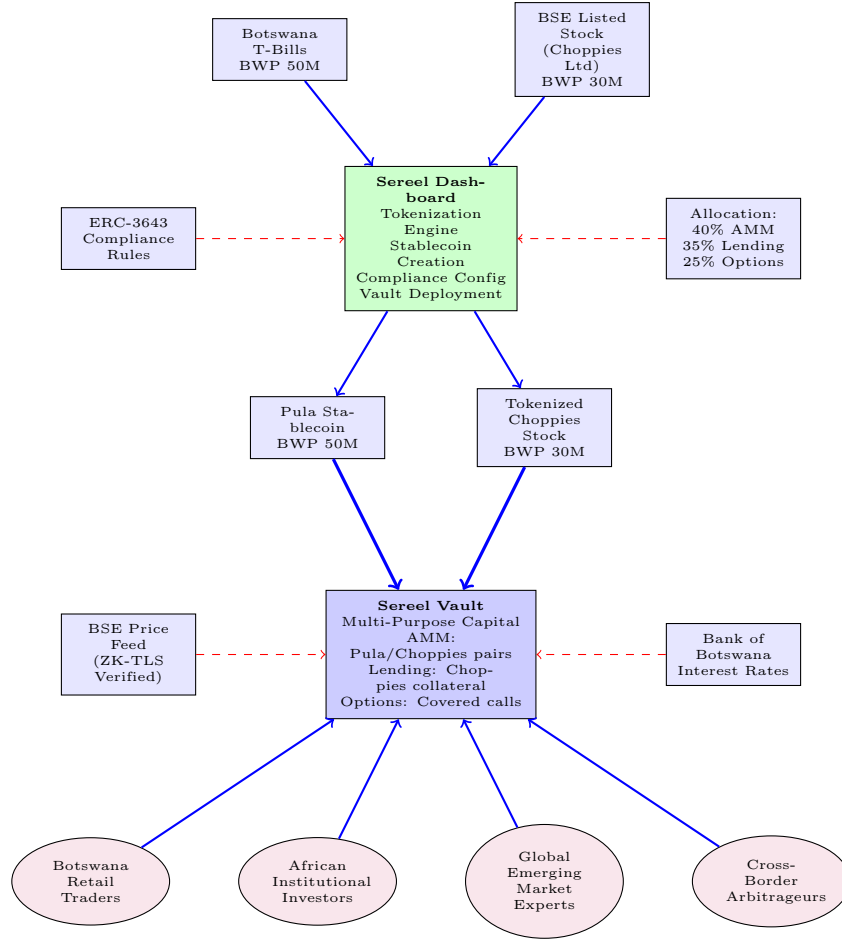 Botswana
T-Bills
BWP 50M
BSE Listed
Stock
(Choppies
Ltd)
BWP 30M
ERC-3643
Compliance
Rules
Sereel Dash-
board
Tokenization
Engine
Stablecoin
Creation
Compliance Config
Vault Deployment
Allocation:
40% AMM
35% Lending
25% Options
Pula Sta-
blecoin
BWP 50M
Tokenized
Choppies
Stock
BWP 30M
BSE Price
Feed
(ZK-TLS
Verified)
Sereel Vault
Multi-Purpose Capital
AMM:
Pula/Choppies pairs
Lending: Chop-
pies collateral
Options: Covered calls
Bank of
Botswana
Interest Rates
Botswana
Retail
Traders
African
Institutional
Investors
Global
Emerging
Market
Experts
Cross-
Border
Arbitrageurs